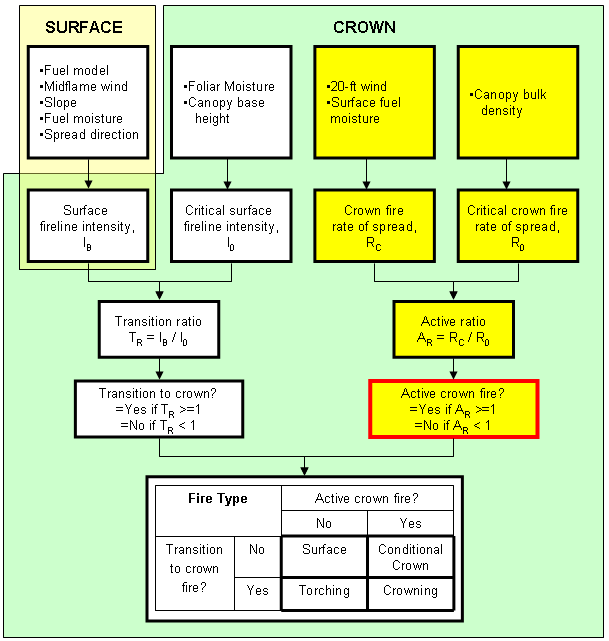 SURFACE
CROWN
•Fuel model
•Midflame wind
•Slope
•Fuel moisture
•Spread direction
•Foliar Moisture
•Canopy base
height
•20-ft wind
•Surface fuel
moisture
•Canopy bulk
density
Surface
fireline intensity,
I_B
Critical surface
fireline intensity,
I_0
Crown fire
rate of spread,
R_C
Critical crown fire
rate of spread,
R_0
Transition ratio
T_R = I_B / I_0
Active ratio
A_R = R_C / R_0
Transition to crown?
=Yes if T_R >=1
=No if T_R < 1
Active crown fire?
=Yes if A_R >=1
=No if A_R < 1
Fire Type
Active crown fire?
No
Yes
Transition
to crown
fire?
No
Surface
Conditional
Crown
Yes
Torching
Crowning